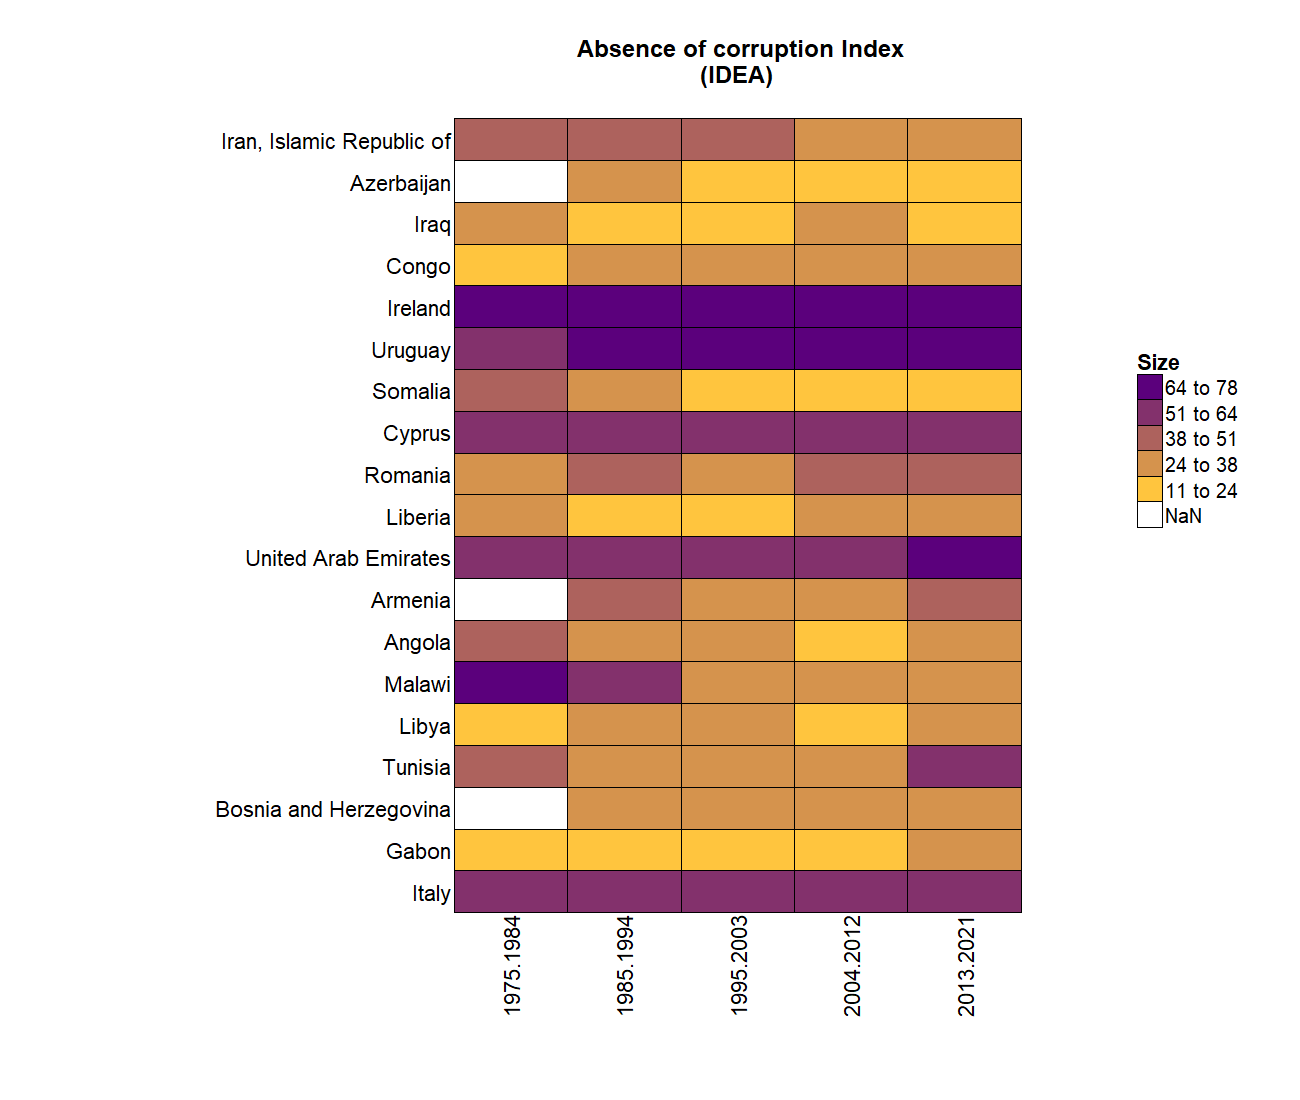 Absence of corruption Index
(IDEA)
Iran, Islamic Republic of
Azerbaijan
Iraq
Congo
Ireland
Uruguay
Somalia
Cyprus
Romania
Liberia
United Arab Emirates
Armenia
Angola
Malawi
Libya
Tunisia
Bosnia and Herzegovina
Gabon
Italy
1975.1984
1985.1994
1995.2003
2004.2012
2013.2021
Size
64 to 78
51 to 64
38 to 51
24 to 38
11 to 24
NaN